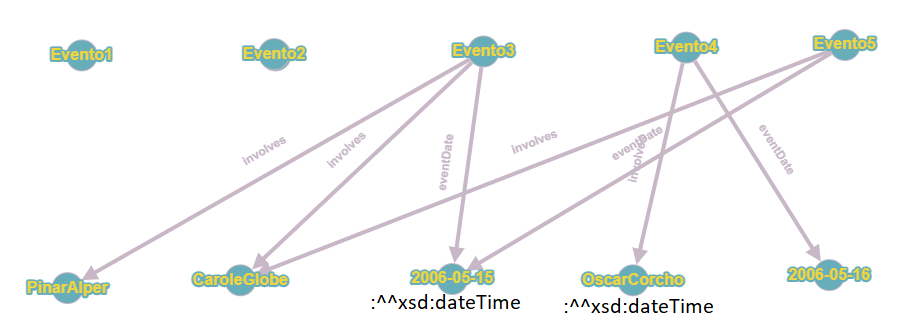 Evento1
Evento2
Evento3
Evento4
Evento5
involves
involves
eventDate
involves
eventDate
involves
eventDate
PinarAlper
CaroleGlobe
2006-05-15
OscarCorcho
2006-05-16
:^^xsd:dateTime
:^^xsd:dateTime